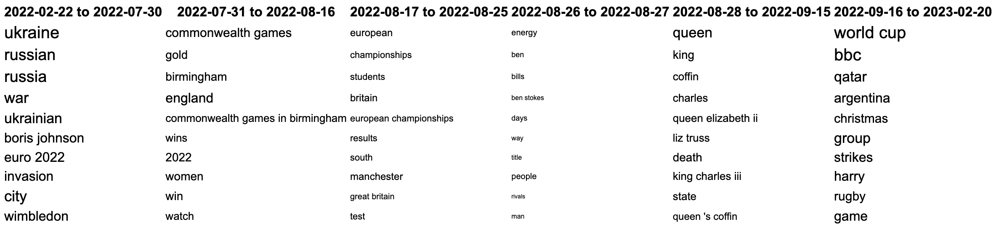 2022-02-22 to 2022-07-30 2022-07-31 to 2022-08-16 2022-08-17 to 2022-08-25 2022-08-26 to 2022-08-27 2022-08-28 to 2022-09-15 2022-09-16 to 2023-02-20
ukraine commonwealth games european energy queen world cup
russian gold championships ben king bbc
russia birmingham students bills coffin qatar
war england britain ben stokes charles argentina
ukrainian commonwealth games in birmingham european championships days queen elizabeth ii christmas
boris johnson wins results way liz truss group
euro 2022 2022 south title death strikes
invasion women manchester people king charles iii harry
city win great britain rivals state rugby
wimbledon watch test man queen 's coffin game